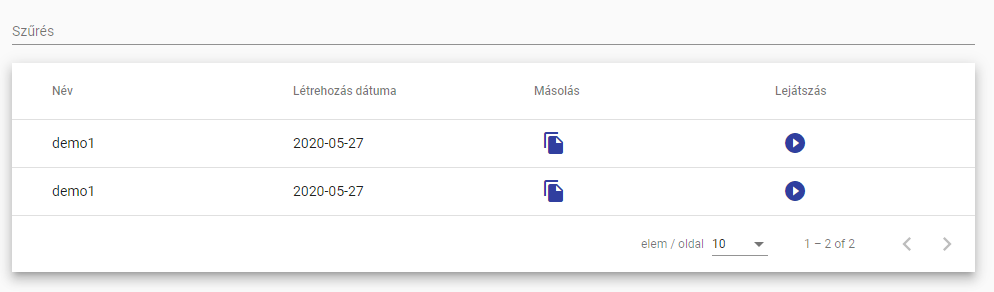 Szűrés
Név Létrehozás dátuma Másolás Lejátszás
demo1 2020-05-27
demo1 2020-05-27
elem / oldal 10 1 – 2 of 2